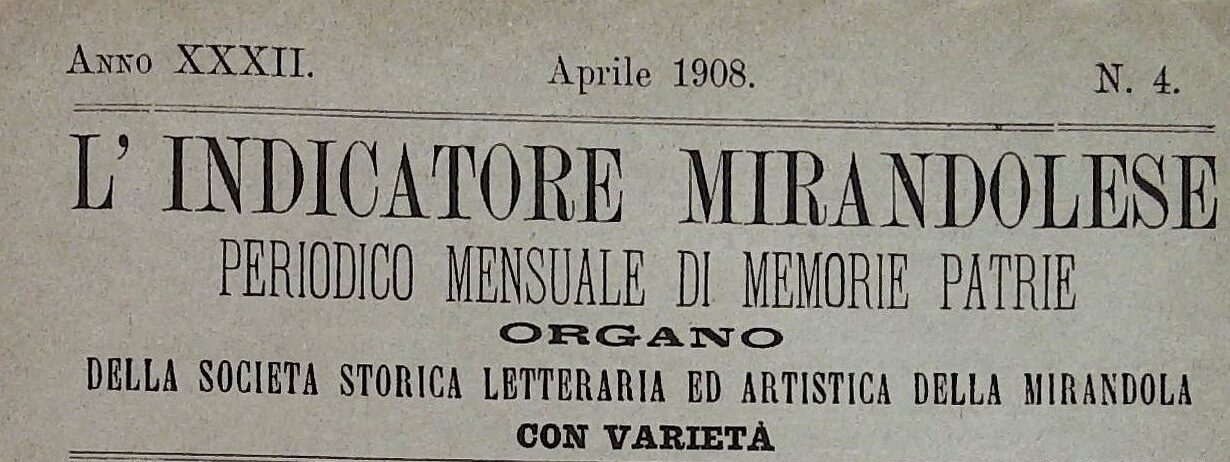 Anno XXXII. Aprile 1908. N. 4.
L' INDICATORE MIRANDOLESE
PERIODICO MENSUALE DI MEMORIE PATRIE
ORGANO
DELLA SOCIETA STORICA LETTERARIA ED ARTISTICA DELLA MIRANDOLA
CON VARIETÀ